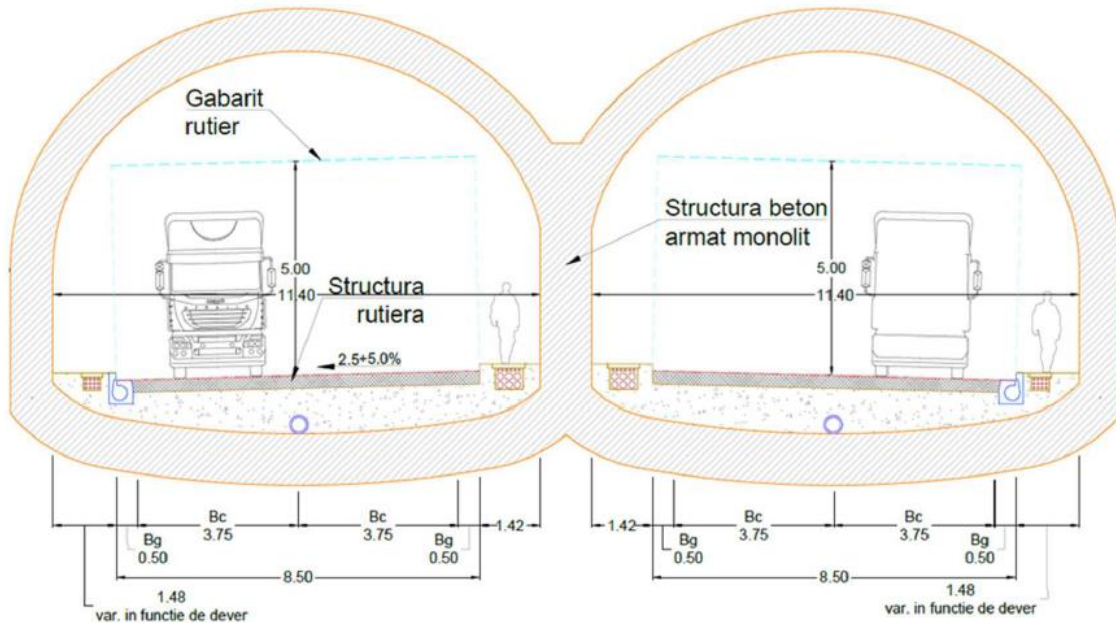 Gabarit
rutier
Structura beton
armat monolit
5.00
11.40
5.00
11.40
Structura
rutiera
2.5÷5.0%
Bc
3.75
Bc
3.75
1.42
Bg
0.50
Bg
0.50
8.50
1.48
var. in functie de dever
1.42
Bc
3.75
Bc
3.75
Bg
0.50
Bg
0.50
8.50
1.48
var. in functie de dever